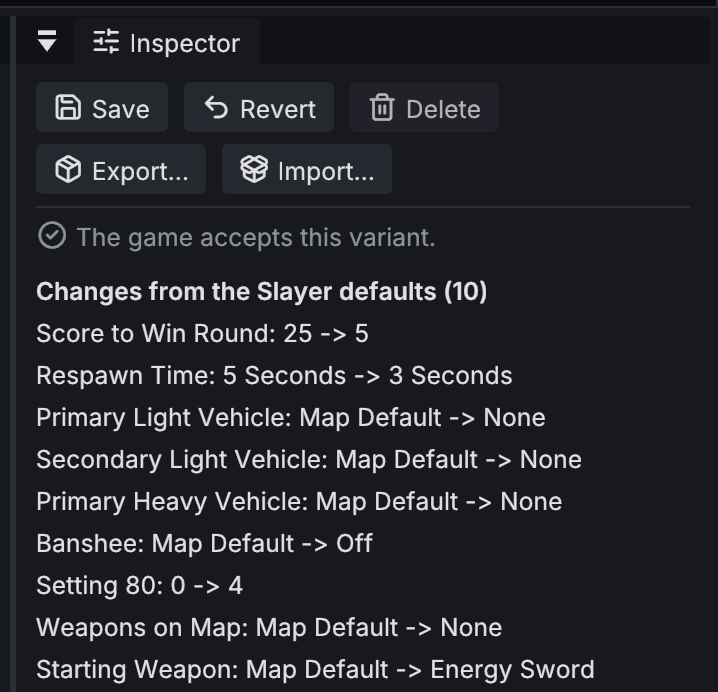 Inspector
Save
Revert
Delete
Export...
Import...
The game accepts this variant.
Changes from the Slayer defaults (10)
Score to Win Round: 25 -> 5
Respawn Time: 5 Seconds -> 3 Seconds
Primary Light Vehicle: Map Default -> None
Secondary Light Vehicle: Map Default -> None
Primary Heavy Vehicle: Map Default -> None
Banshee: Map Default -> Off
Setting 80: 0 -> 4
Weapons on Map: Map Default -> None
Starting Weapon: Map Default -> Energy Sword